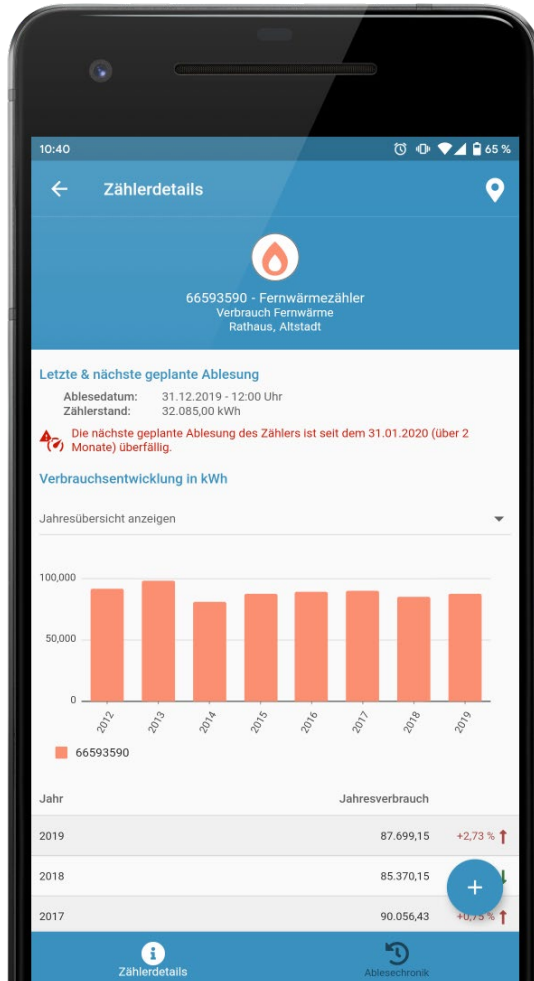 10:40
65 %
Zählerdetails
66593590 - Fernwärmezähler
Verbrauch Fernwärme
Rathaus, Altstadt
Letzte & nächste geplante Ablesung
Ablesedatum: 31.12.2019 - 12:00 Uhr
Zählerstand: 32.085,00 kWh
Die nächste geplante Ablesung des Zählers ist seit dem 31.01.2020 (über 2
Monate) überfällig.
Verbrauchsentwicklung in kWh
Jahresübersicht anzeigen
100,000
50,000
0
2012 2013 2014 2015 2016 2017 2018 2019
66593590
Jahr Jahresverbrauch
2019 87.699,15 +2,73 %
2018 85.370,15
2017 90.056,43 +0,75 %
Zählerdetails Ablesechronik